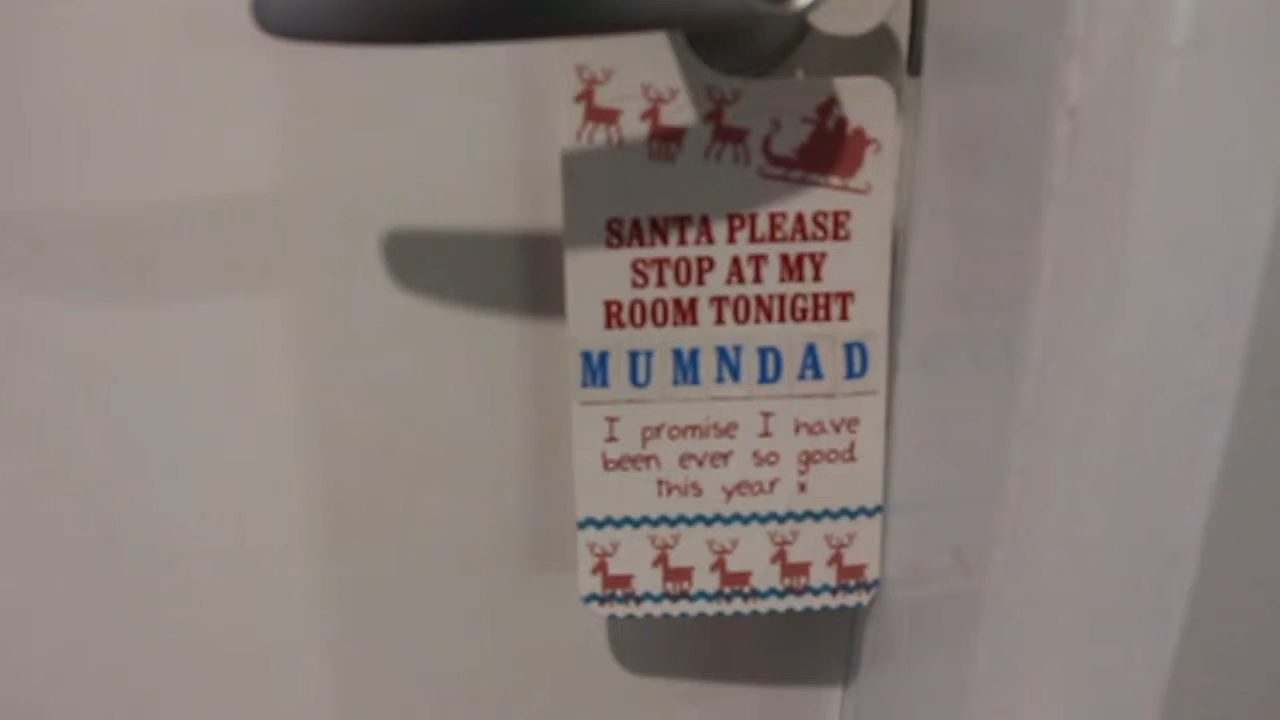 SANTA PLEASE
STOP AT MY
ROOM TONIGHT
MUMNDAD
I promise I have
been ever so good
this year x